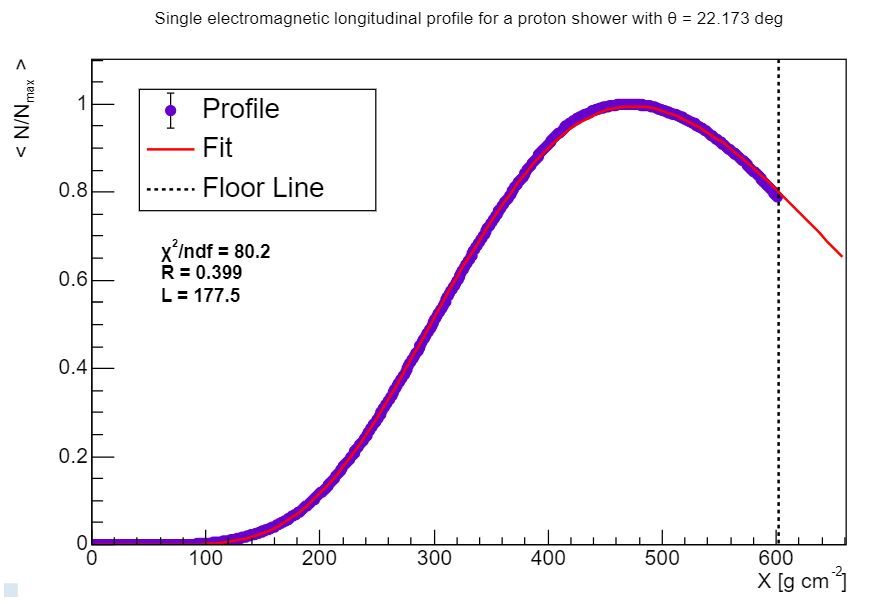 Single electromagnetic longitudinal profile for a proton shower with θ = 22.173 deg
< N/Nmax >
Profile
Fit
Floor Line
χ²/ndf = 80.2
R = 0.399
L = 177.5
1
0.8
0.6
0.4
0.2
0
0 100 200 300 400 500 600
X [g cm⁻²]